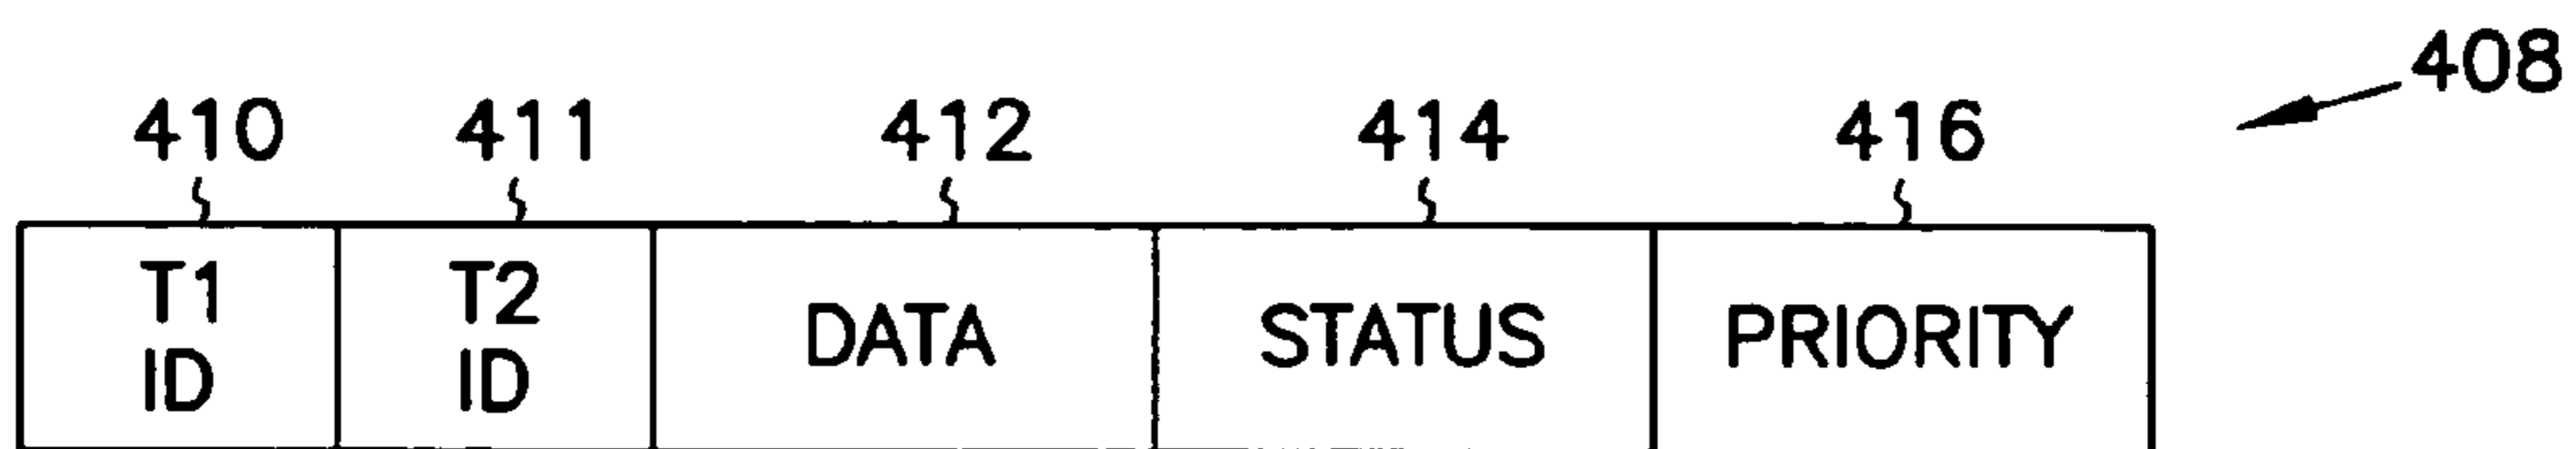 408
410 411 412 414 416
T1 ID T2 ID DATA STATUS PRIORITY